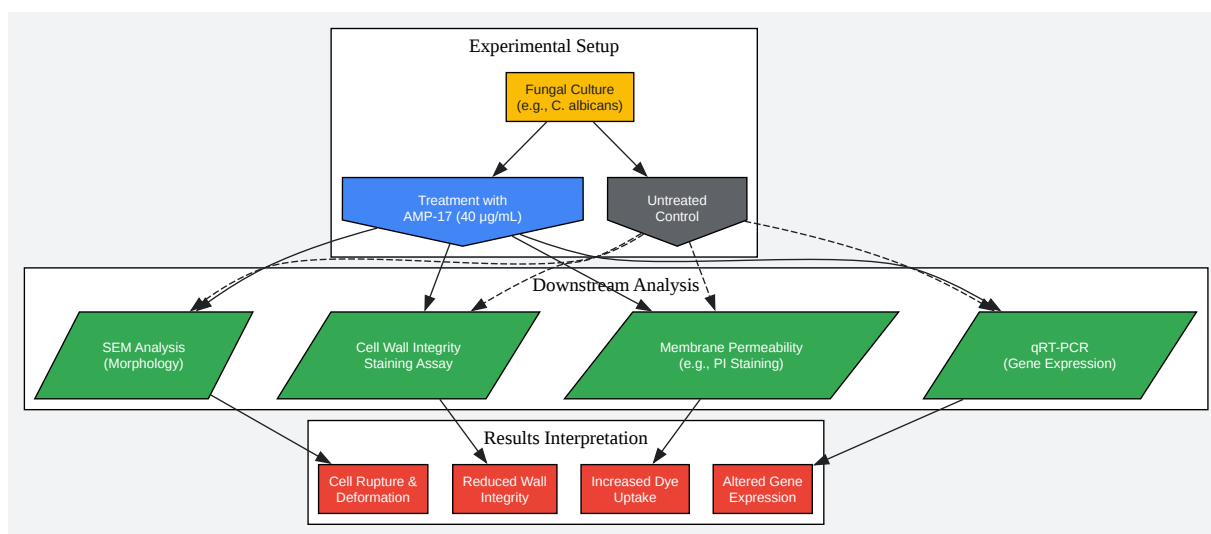 Experimental Setup
Fungal Culture
(e.g., C. albicans)
Treatment with
AMP-17 (40 µg/mL)
Untreated
Control
Downstream Analysis
SEM Analysis
(Morphology)
Cell Wall Integrity
Staining Assay
Membrane Permeability
(e.g., PI Staining)
qRT-PCR
(Gene Expression)
Results Interpretation
Cell Rupture &
Deformation
Reduced Wall
Integrity
Increased Dye
Uptake
Altered Gene
Expression